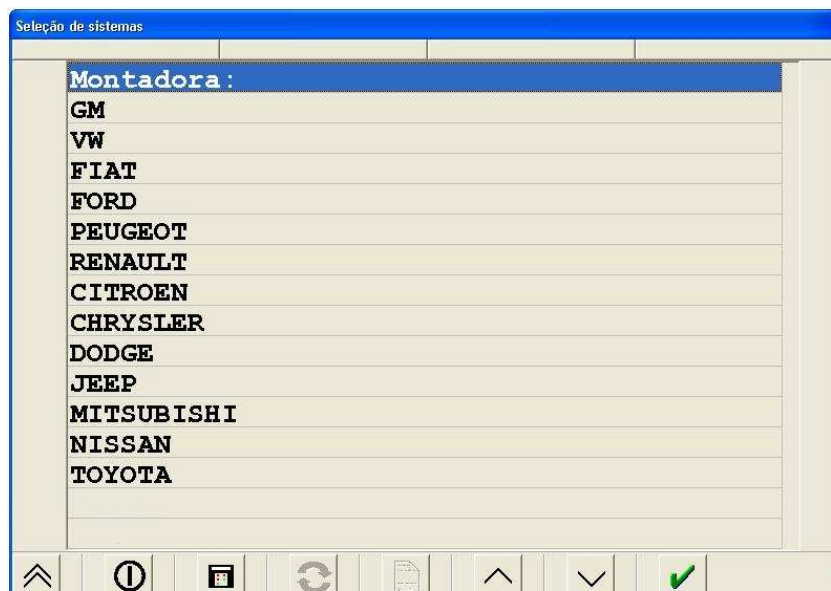 Seleção de sistemas
Montadora:
GM
VW
FIAT
FORD
PEUGEOT
RENAULT
CITROEN
CHRYSLER
DODGE
JEEP
MITSUBISHI
NISSAN
TOYOTA